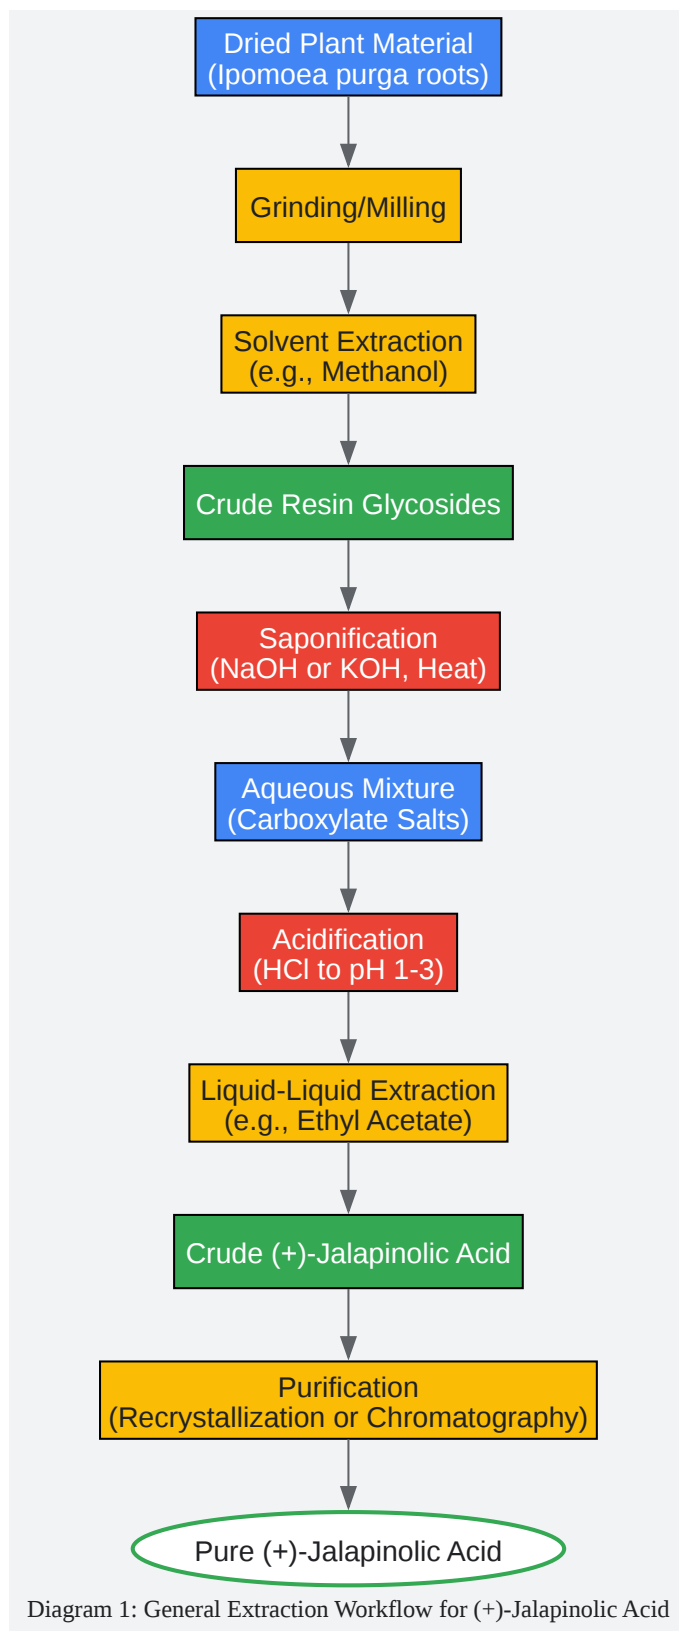 Dried Plant Material
(Ipomoea purga roots)
Grinding/Milling
Solvent Extraction
(e.g., Methanol)
Crude Resin Glycosides
Saponification
(NaOH or KOH, Heat)
Aqueous Mixture
(Carboxylate Salts)
Acidification
(HCl to pH 1-3)
Liquid-Liquid Extraction
(e.g., Ethyl Acetate)
Crude (+)-Jalapinolic Acid
Purification
(Recrystallization or Chromatography)
Pure (+)-Jalapinolic Acid
Diagram 1: General Extraction Workflow for (+)-Jalapinolic Acid